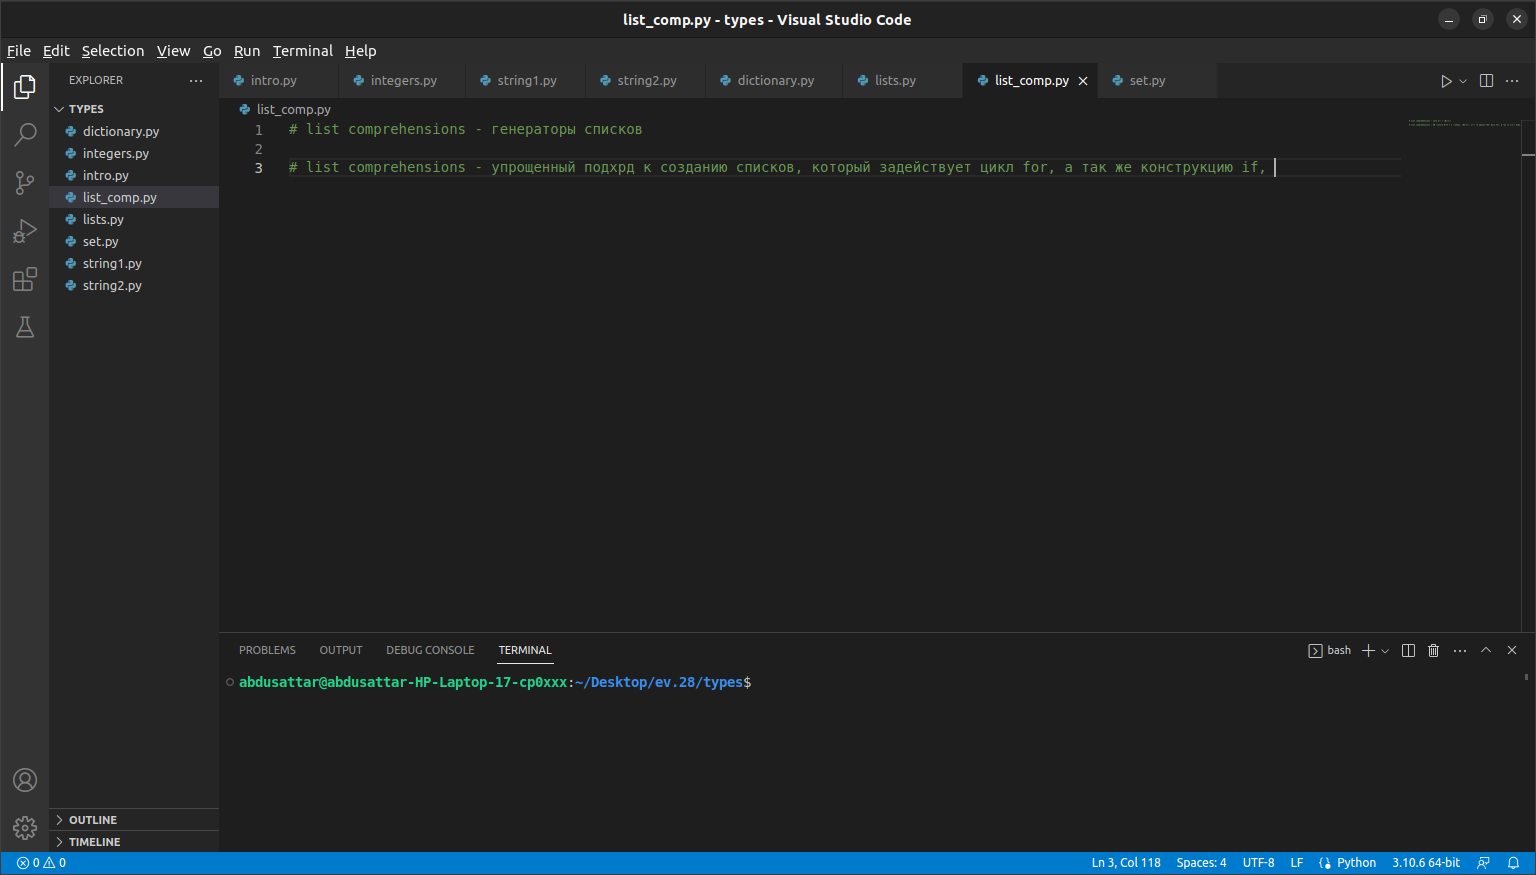 list_comp.py - types - Visual Studio Code
File Edit Selection View Go Run Terminal Help
EXPLORER
intro.py integers.py string1.py string2.py dictionary.py lists.py list_comp.py set.py
TYPES
dictionary.py
integers.py
intro.py
list_comp.py
lists.py
set.py
string1.py
string2.py
OUTLINE
TIMELINE
list_comp.py
1 # list comprehensions - генераторы списков
2
3 # list comprehensions - упрощенный подхрд к созданию списков, который задействует цикл for, а так же конструкцию if,
PROBLEMS OUTPUT DEBUG CONSOLE TERMINAL
bash
abdusattar@abdusattar-HP-Laptop-17-cp0xxx:~/Desktop/ev.28/types$
0 0
Ln 3, Col 118 Spaces: 4 UTF-8 LF Python 3.10.6 64-bit